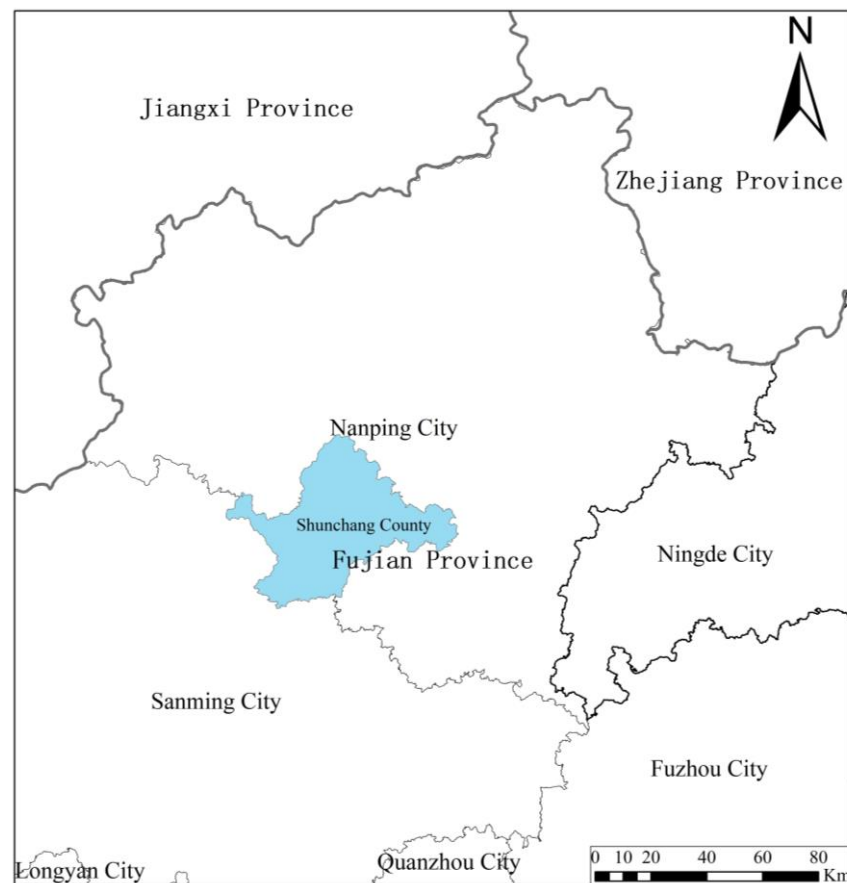 N
Jiangxi Province
Zhejiang Province
Nanping City
Shunchang County
Fujian Province
Ningde City
Sanming City
Fuzhou City
Longyan City
Quanzhou City
0 10 20 40 60 80
Km